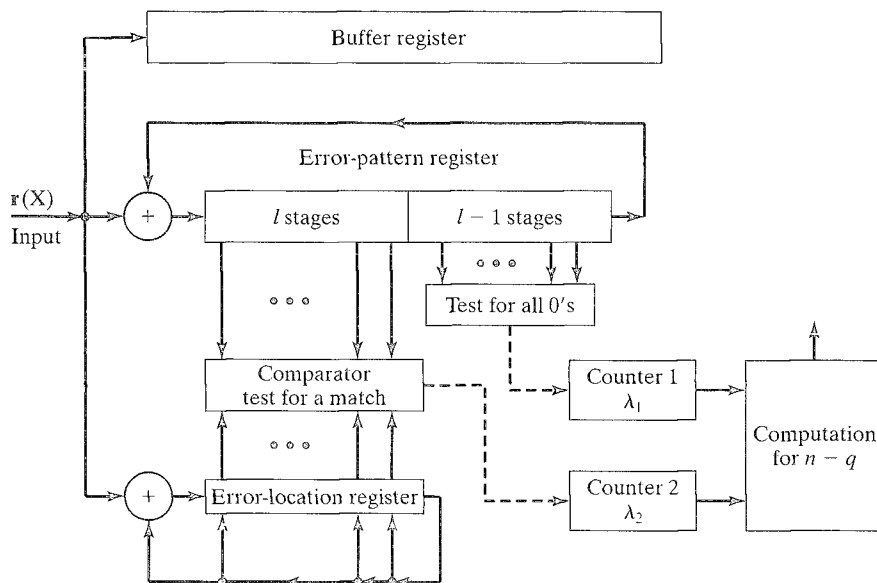 Buffer register
Error-pattern register
𝕣(X)
Input
+
l stages
l − 1 stages
Test for all 0's
Comparator
test for a match
Counter 1
λ₁
Computation
for n − q
Error-location register
+
Counter 2
λ₂